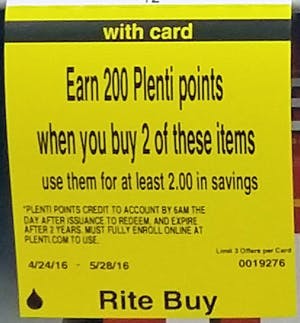 with card
Earn 200 Plenti points
when you buy 2 of these items
use them for at least 2.00 in savings
*PLENTI POINTS CREDIT TO ACCOUNT BY 6AM THE
DAY AFTER ISSUANCE TO REDEEM, AND EXPIRE
AFTER 2 YEARS. MUST FULLY ENROLL ONLINE AT
PLENTI.COM TO USE.
Limit 3 Offers per Card
4/24/16 - 5/28/16 0019276
Rite Buy